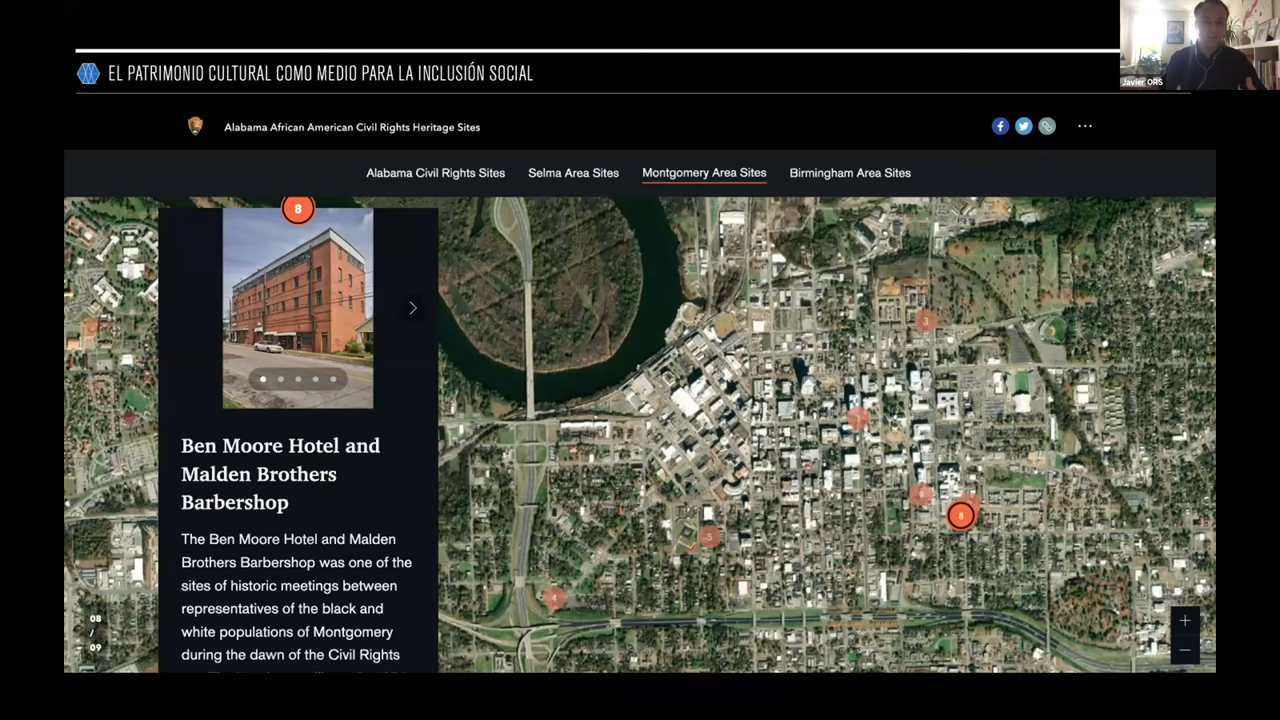 EL PATRIMONIO CULTURAL COMO MEDIO PARA LA INCLUSIÓN SOCIAL
Javier ORS
Alabama African American Civil Rights Heritage Sites
Alabama Civil Rights Sites
Selma Area Sites
Montgomery Area Sites
Birmingham Area Sites
8
Ben Moore Hotel and
Malden Brothers
Barbershop
The Ben Moore Hotel and Malden
Brothers Barbershop was one of the
sites of historic meetings between
representatives of the black and
white populations of Montgomery
during the dawn of the Civil Rights
08
/
09
3
5
8